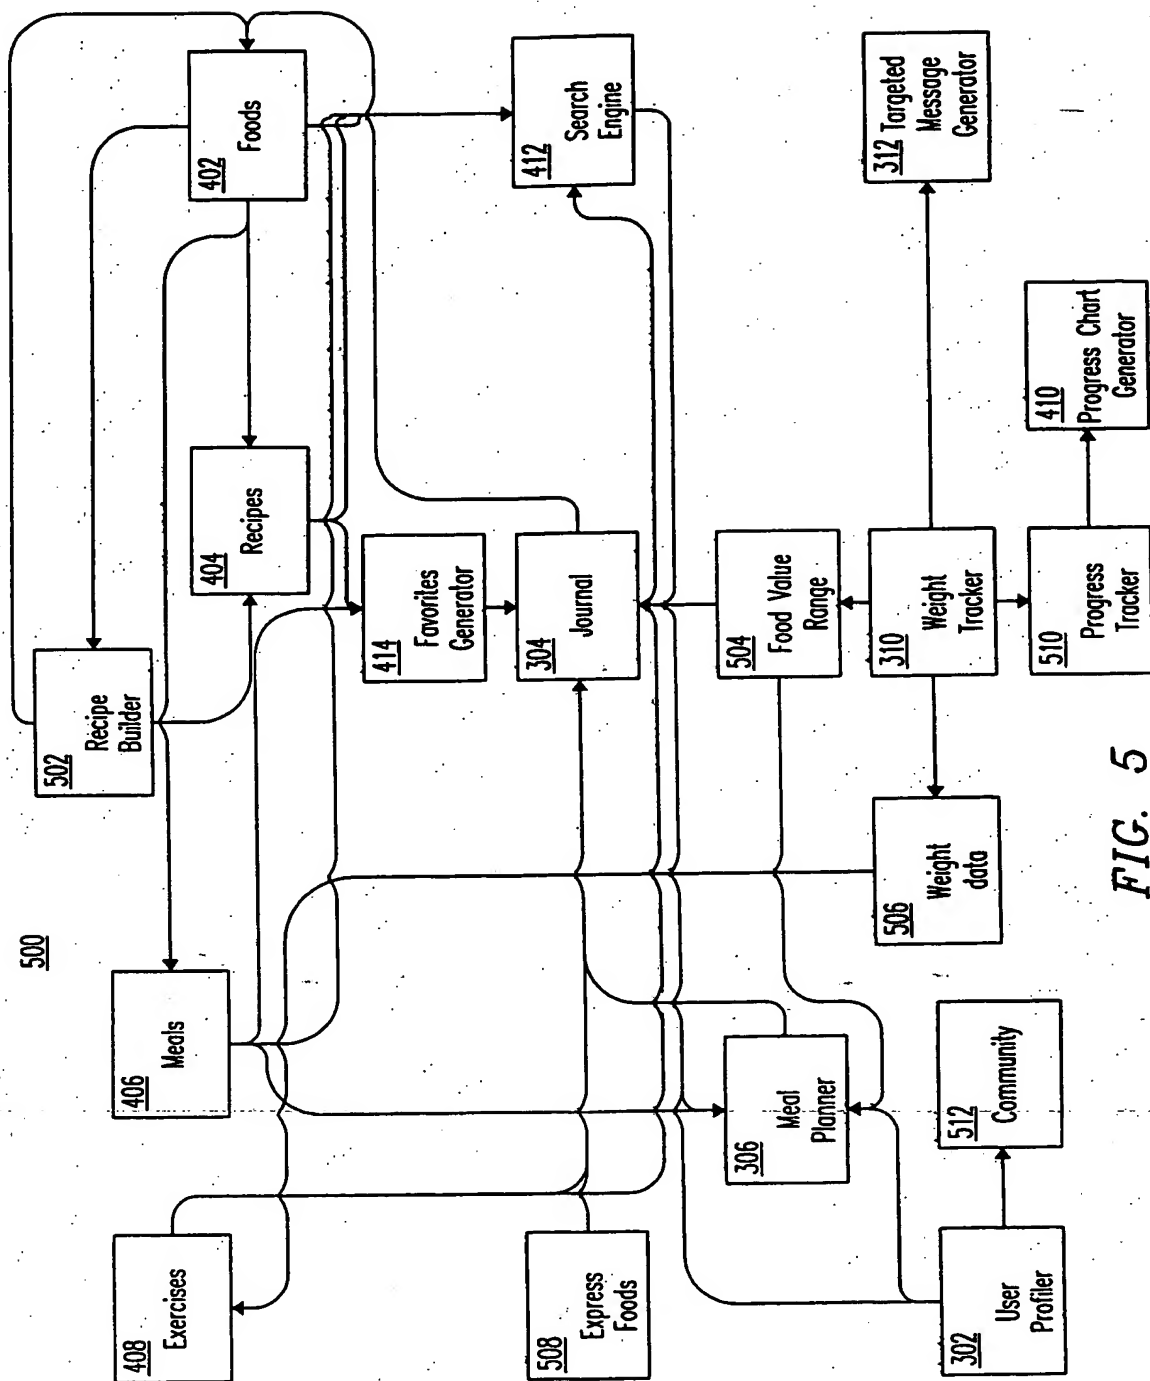 500
502
Recipe
Builder
408
Exercises
406
Meals
404
Recipes
402
Foods
414
Favorites
Generator
508
Express
Foods
304
Journal
412
Search
Engine
306
Meal
Planner
504
Food Value
Range
506
Weight
data
310
Weight
Tracker
312 Targeted
Message
Generator
302
User
Profiler
512
Community
510
Progress
Tracker
410
Progress Chart
Generator
FIG. 5